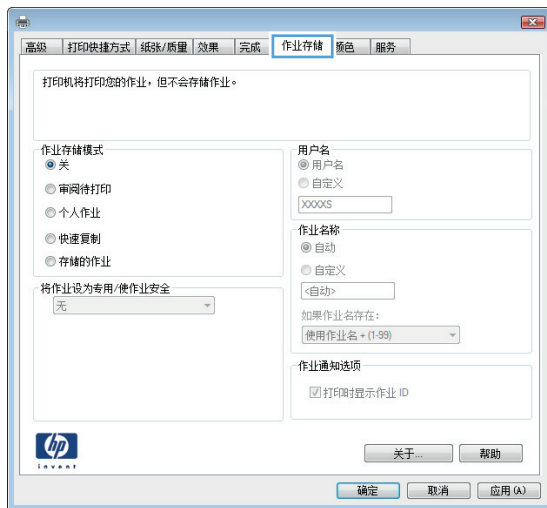 高级 打印快捷方式 纸张/质量 效果 完成 作业存储 颜色 服务
打印机将打印您的作业，但不会存储作业。
作业存储模式
关
审阅待打印
个人作业
快速复制
存储的作业
将作业设为专用/使作业安全
无
用户名
用户名
自定义
XXXXS
作业名称
自动
自定义
<自动>
如果作业名存在：
使用作业名 + (1-99)
作业通知选项
打印时显示作业 ID
hp
invent
关于... 帮助
确定 取消 应用 (A)